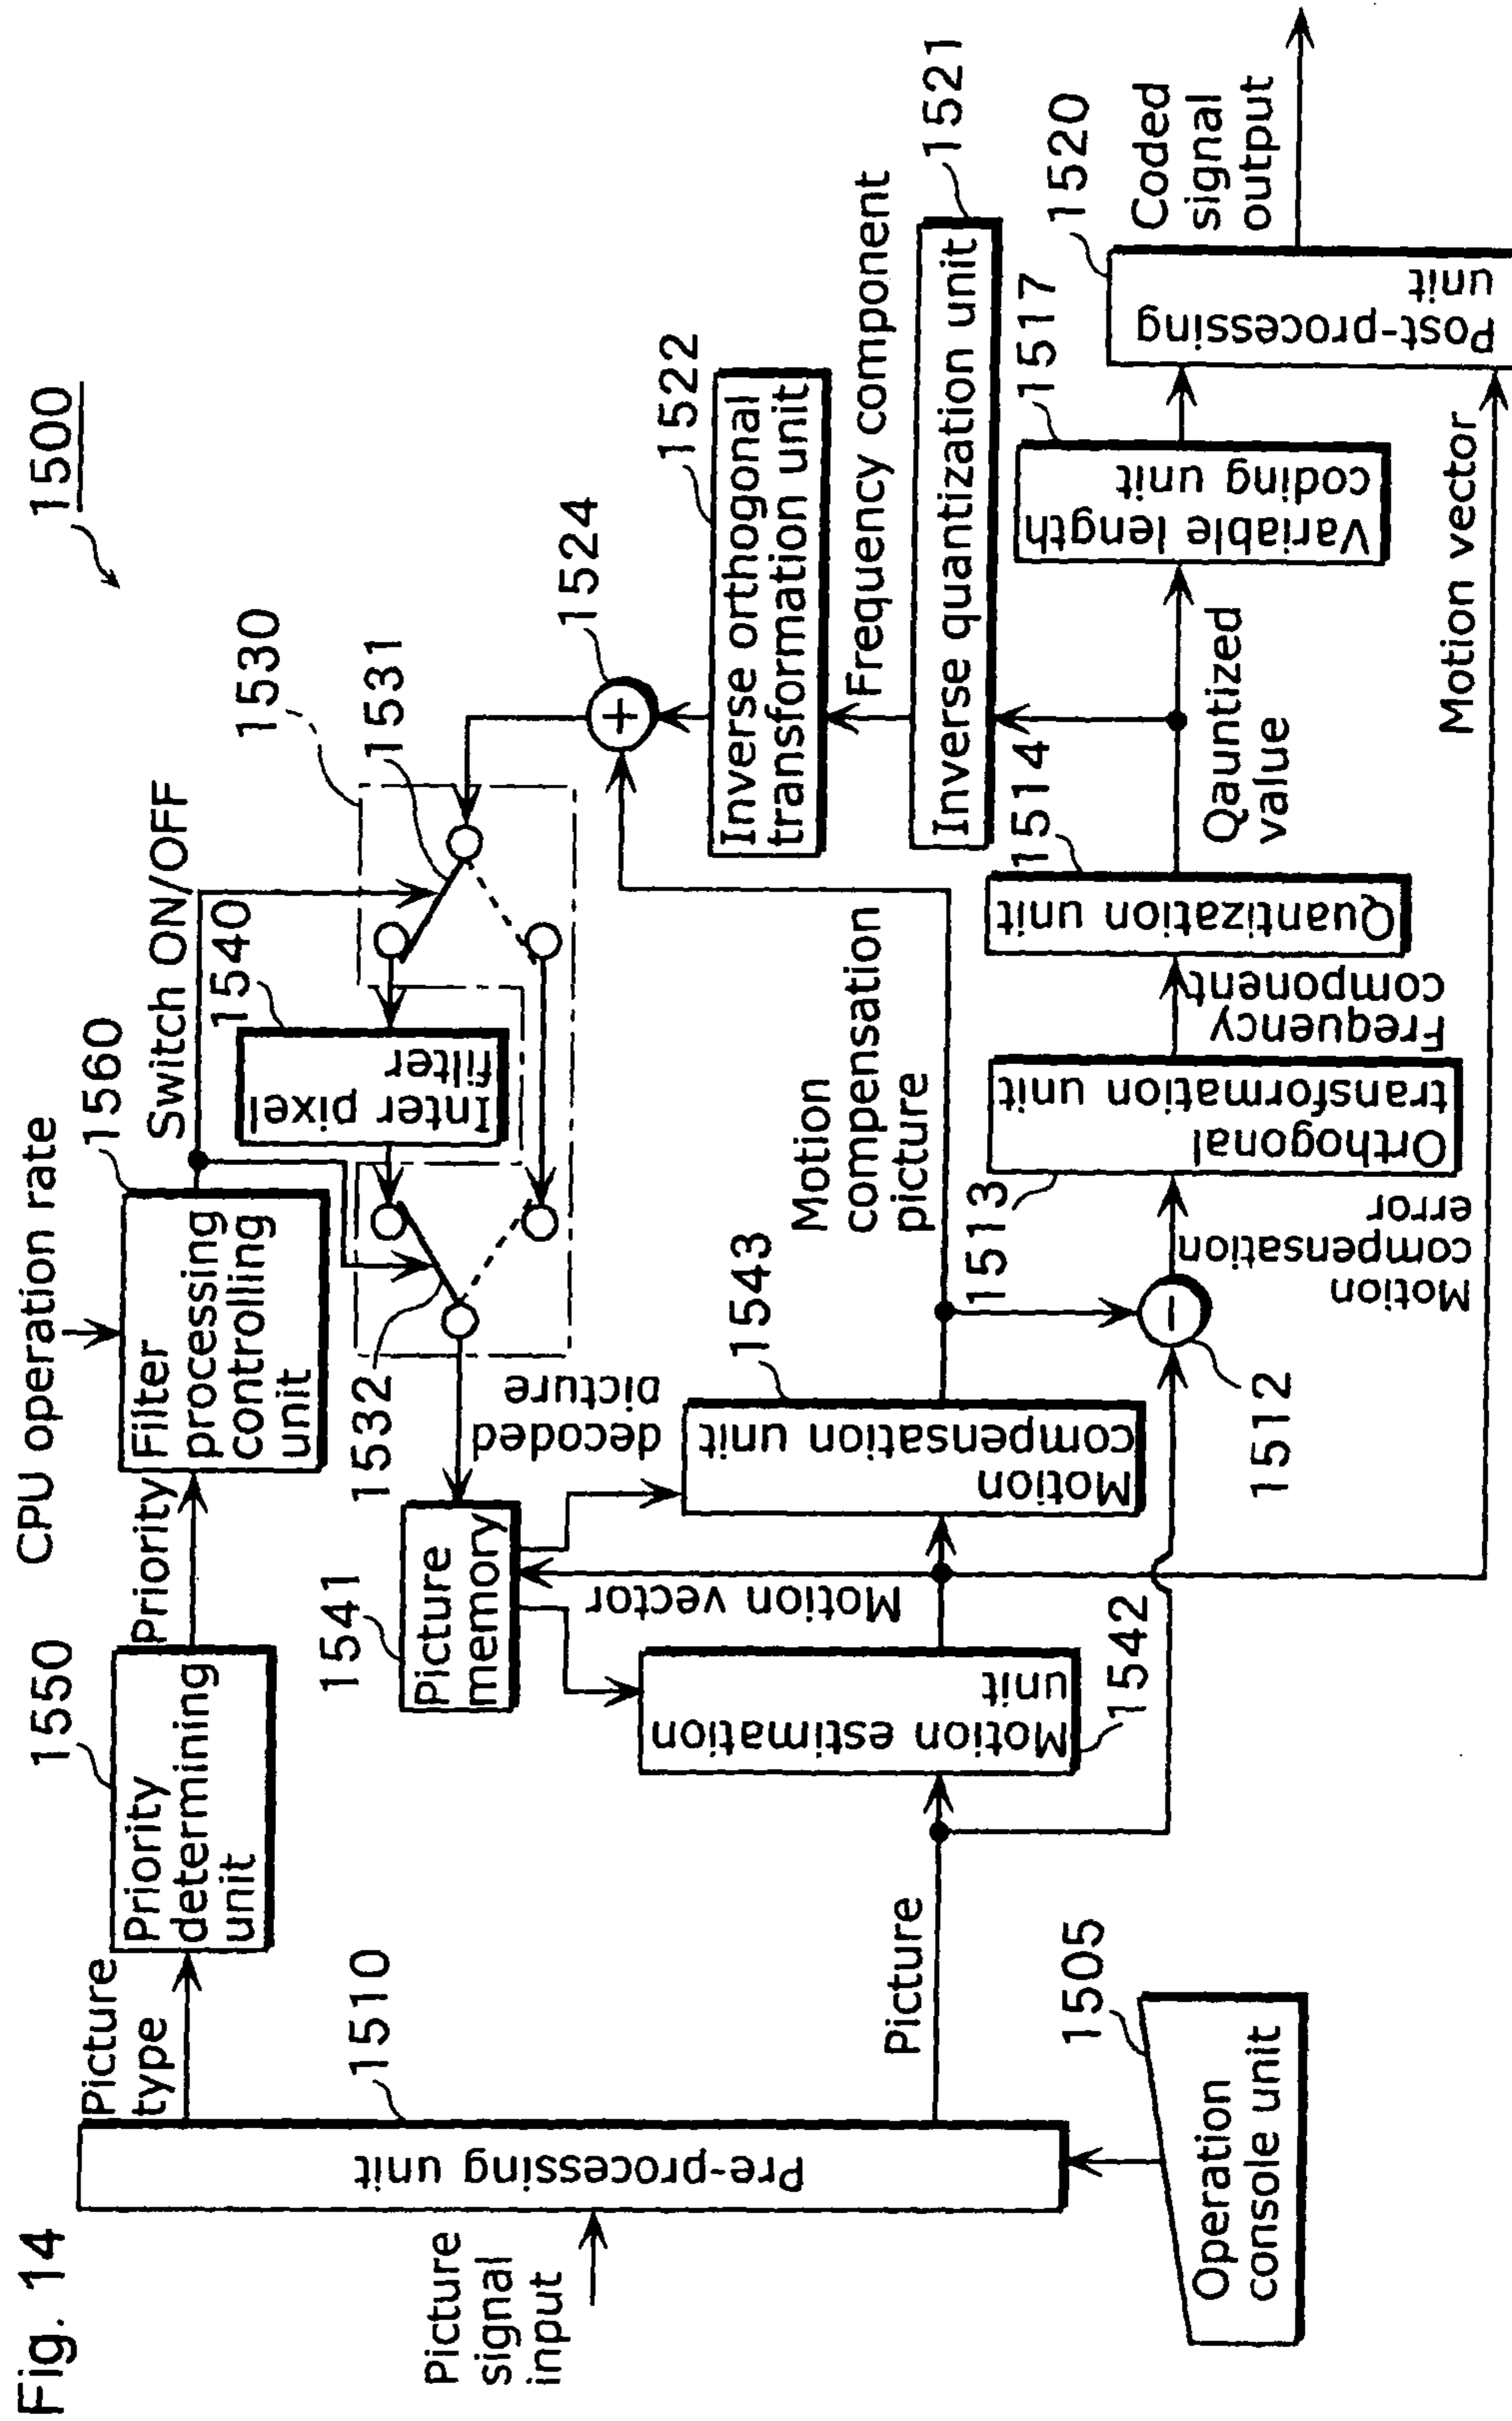 Fig. 14
1500
CPU operation rate
Picture
type
1550
Priority
determining
unit
Priority
1560
Filter
processing
controlling
unit
Switch ON/OFF
1530
1531
1540
Inter pixel
filter
1532
1541
Picture
memory
decoded
picture
1524
1522
Inverse orthogonal
transformation unit
Frequency component
1521
Inverse quantization unit
Picture
signal
input
1510
Pre-processing unit
Picture
Motion estimation
unit
1542
Motion vector
1543
Motion
compensation unit
Motion
compensation
picture
1512
Motion
compensation
error
1513
Orthogonal
transformation unit
Frequency
component
1514
Quantization unit
Qauntized
value
1517
Variable length
coding unit
1520
Post-processing
unit
Coded
signal
output
Motion vector
1505
Operation
console unit